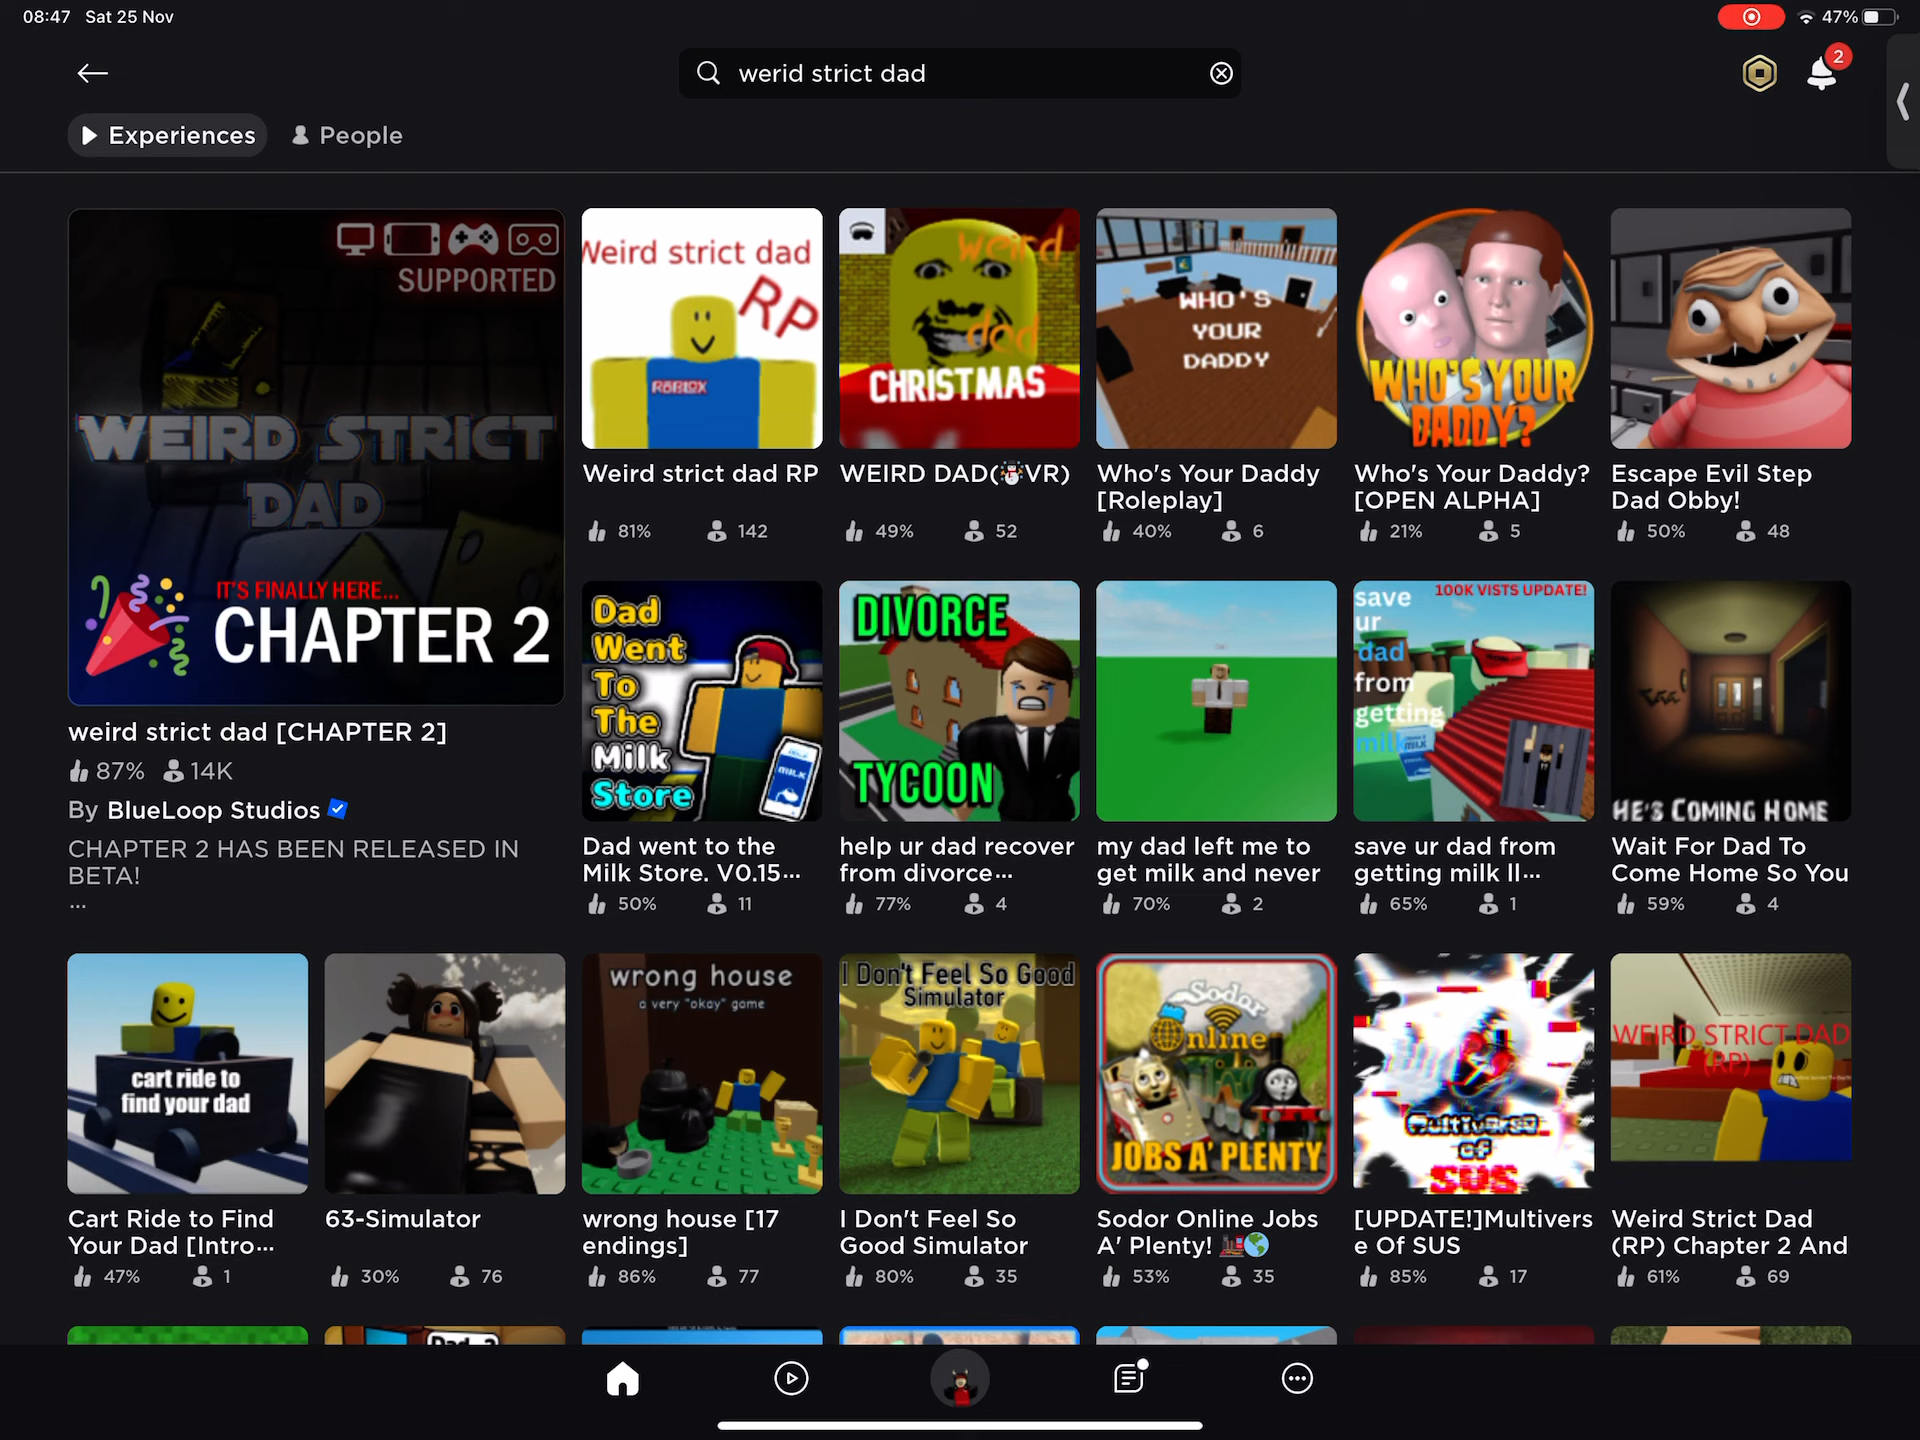 08:47 Sat 25 Nov
47%
werid strict dad
2
Experiences
People
SUPPORTED
WEIRD STRICT
DAD
IT'S FINALLY HERE...
CHAPTER 2
weird strict dad [CHAPTER 2]
87% 14K
By BlueLoop Studios
CHAPTER 2 HAS BEEN RELEASED IN
BETA!
...
Weird strict dad
RP
ROBLOX
Weird strict dad RP
81% 142
weird
dad
CHRISTMAS
WEIRD DAD(☃️VR)
49% 52
WHO'S
YOUR
DADDY
Who's Your Daddy
[Roleplay]
40% 6
WHO'S YOUR
DADDY?
Who's Your Daddy?
[OPEN ALPHA]
21% 5
Escape Evil Step
Dad Obby!
50% 48
Dad
Went
To
The
Milk
Store
MILK
Dad went to the
Milk Store. V0.15...
50% 11
DIVORCE
TYCOON
help ur dad recover
from divorce...
77% 4
my dad left me to
get milk and never
70% 2
100K VISTS UPDATE!
save
ur
dad
from
getting
milk
MILK
save ur dad from
getting milk ll...
65% 1
HE'S COMING HOME
Wait For Dad To
Come Home So You
59% 4
cart ride to
find your dad
Cart Ride to Find
Your Dad [Intro...
47% 1
63-Simulator
30% 76
wrong house
a very "okay" game
wrong house [17
endings]
86% 77
I Don't Feel So Good
Simulator
I Don't Feel So
Good Simulator
80% 35
Sodor
Online
JOBS A' PLENTY
Sodor Online Jobs
A' Plenty! 🚂🌎
53% 35
Multiverse
of
SUS
[UPDATE!]Multivers
e Of SUS
85% 17
WEIRD STRICT DAD
(RP)
Weird Strict Dad
(RP) Chapter 2 And
61% 69